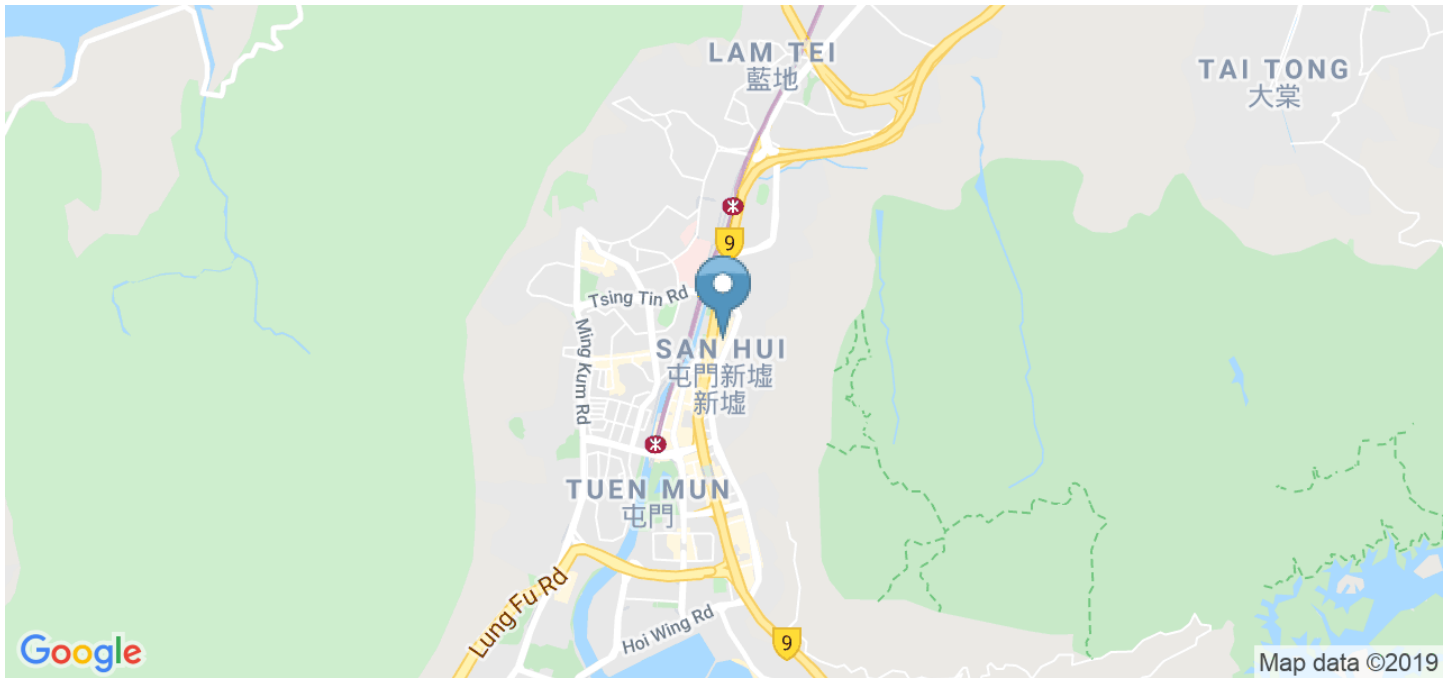 LAM TEI
藍地
TAI TONG
大棠
9
Tsing Tin Rd
Ming Kum Rd
SAN HUI
屯門新墟
新墟
TUEN MUN
屯門
Lung Fu Rd
Hoi Wing Rd
9
Google
Map data ©2019